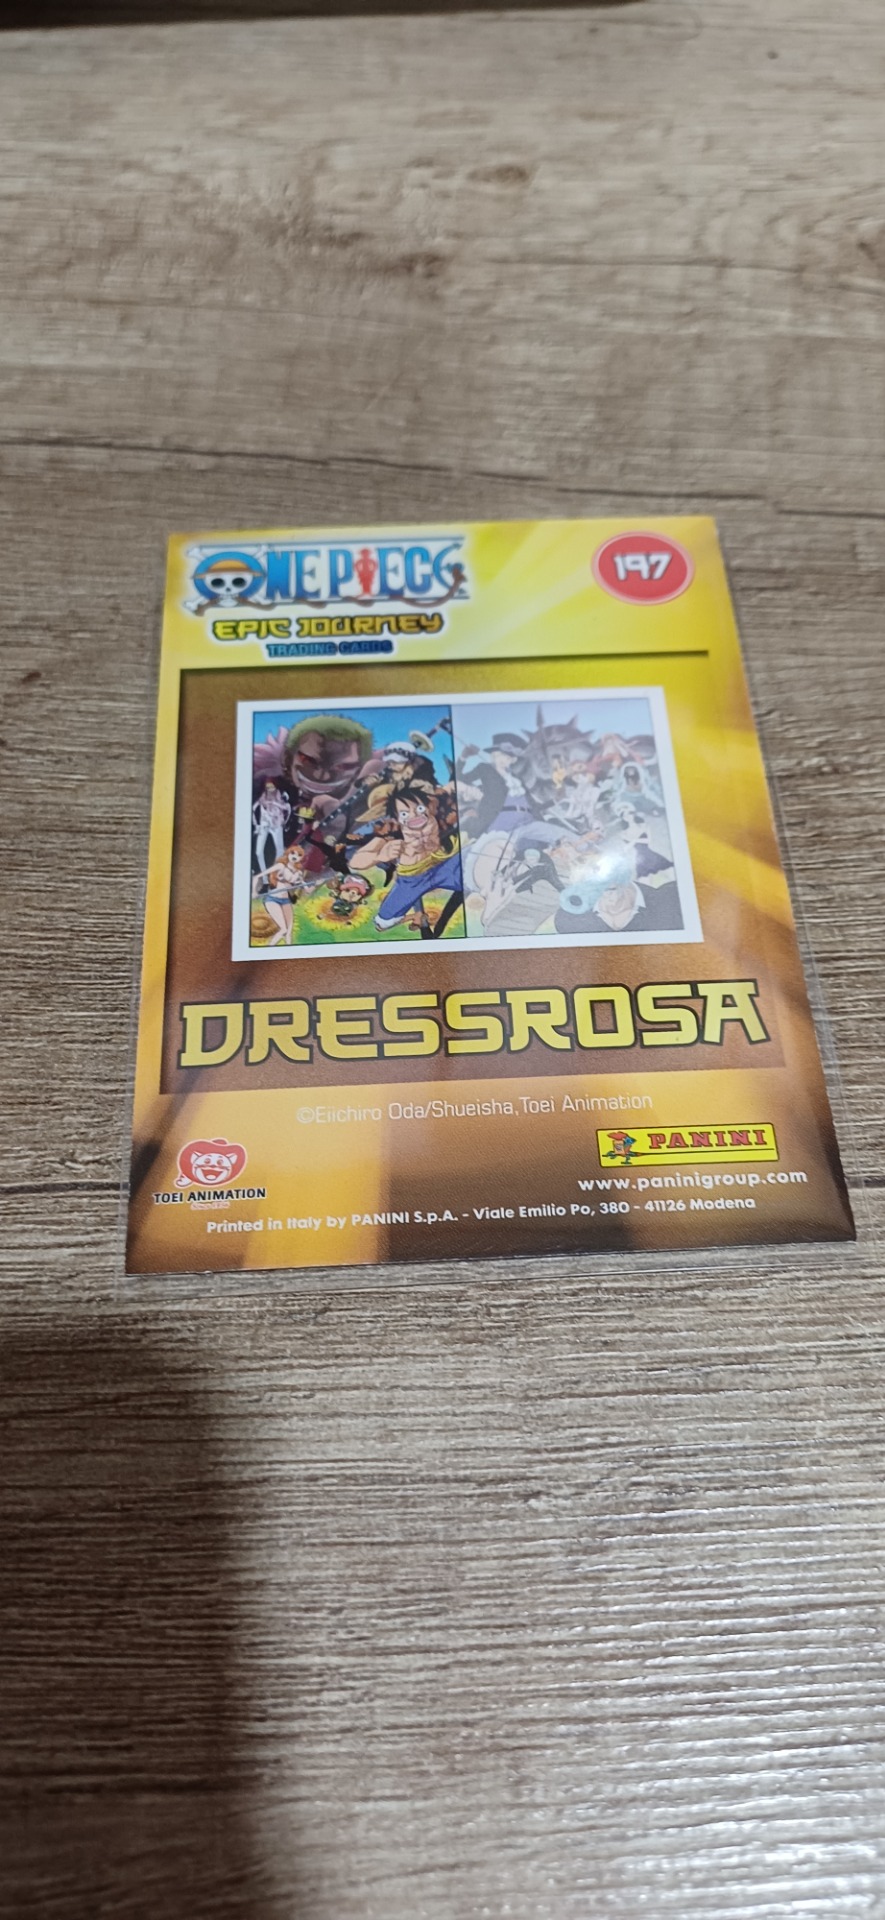 ONE PIECE
197
EPIC JOURNEY
TRADING CARDS
DRESSROSA
©Eiichiro Oda/Shueisha, Toei Animation
PANINI
TOEI ANIMATION
www.paninigroup.com
Printed in Italy by PANINI S.p.A. - Viale Emilio Po, 380 - 41126 Modena